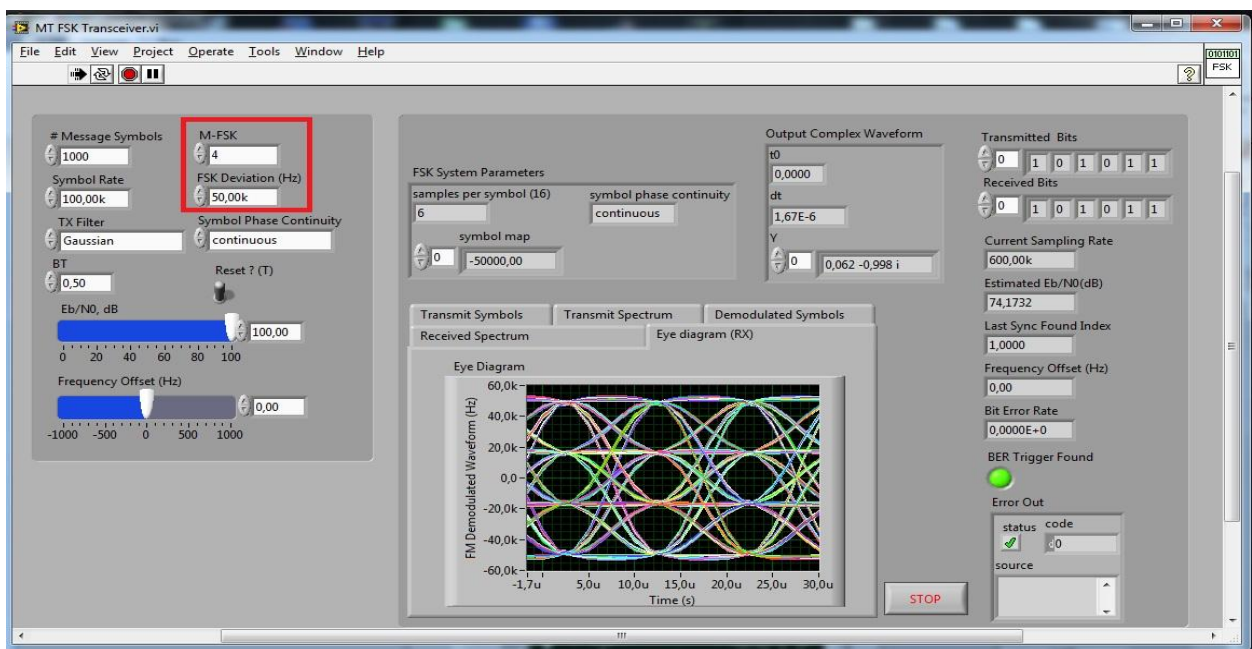 MT FSK Transceiver.vi
File Edit View Project Operate Tools Window Help
0101101
FSK
# Message Symbols
1000
M-FSK
4
Symbol Rate
100,00k
FSK Deviation (Hz)
50,00k
TX Filter
Gaussian
Symbol Phase Continuity
continuous
BT
0,50
Reset ? (T)
Eb/N0, dB
100,00
0 20 40 60 80 100
Frequency Offset (Hz)
0,00
-1000 -500 0 500 1000
FSK System Parameters
samples per symbol (16)
6
symbol phase continuity
continuous
symbol map
0 -50000,00
Output Complex Waveform
t0
0,0000
dt
1,67E-6
Y
0 0,062 -0,998 i
Transmit Symbols Transmit Spectrum Demodulated Symbols
Received Spectrum Eye diagram (RX)
Eye Diagram
FM Demodulated Waveform (Hz)
60,0k
40,0k
20,0k
0,0
-20,0k
-40,0k
-60,0k
-1,7u 5,0u 10,0u 15,0u 20,0u 25,0u 30,0u
Time (s)
STOP
Transmitted Bits
0 1 0 1 0 1 1
Received Bits
0 1 0 1 0 1 1
Current Sampling Rate
600,00k
Estimated Eb/N0(dB)
74,1732
Last Sync Found Index
1,0000
Frequency Offset (Hz)
0,00
Bit Error Rate
0,0000E+0
BER Trigger Found
Error Out
status code
0
source